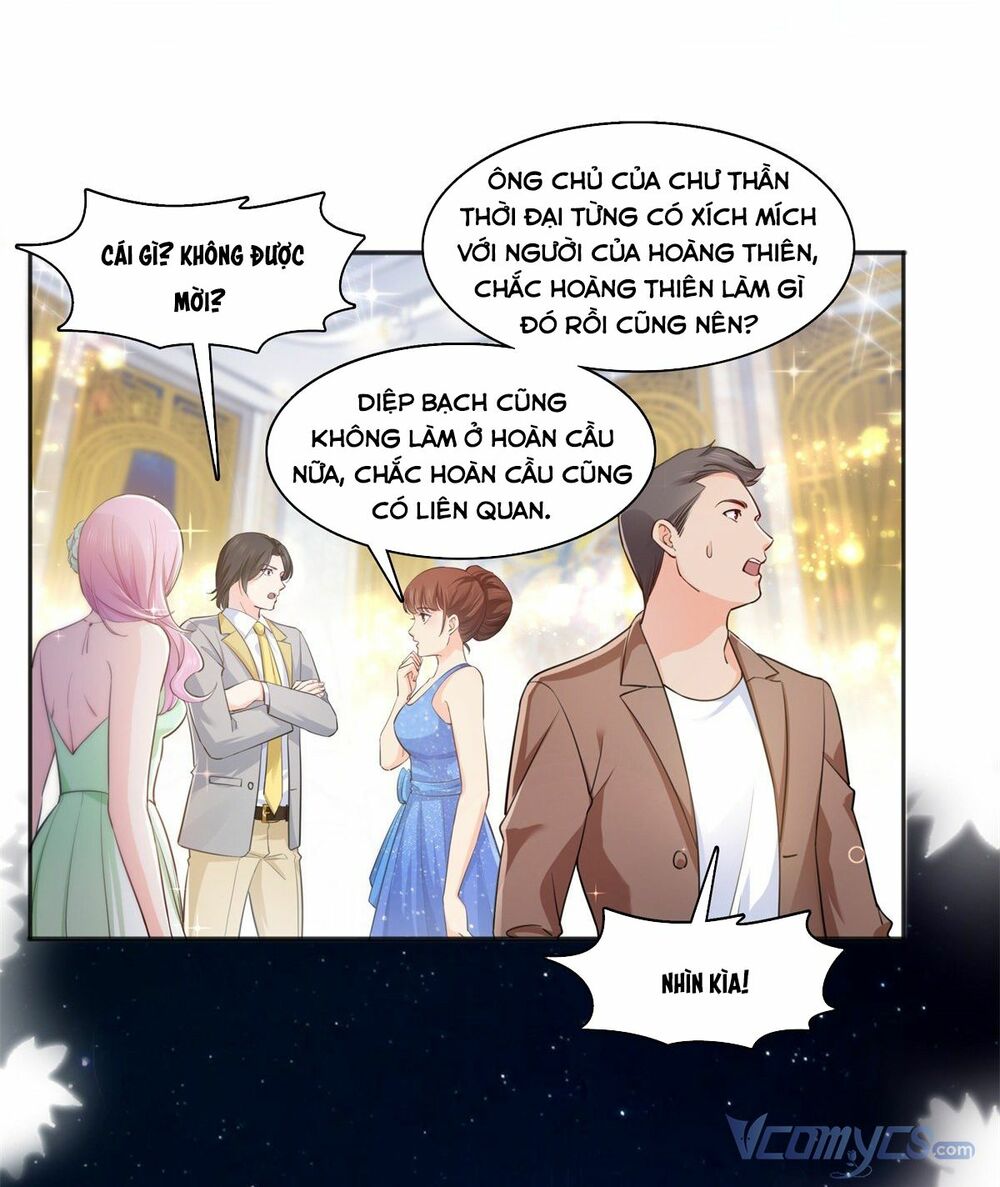 CÁI GÌ? KHÔNG ĐƯỢC
MỜI?
ÔNG CHỦ CỦA CHƯ THẦN
THỜI ĐẠI TỪNG CÓ XÍCH MÍCH
VỚI NGƯỜI CỦA HOÀNG THIÊN,
CHẮC HOÀNG THIÊN LÀM GÌ
ĐÓ RỒI CŨNG NÊN?
DIỆP BẠCH CŨNG
KHÔNG LÀM Ở HOÀN CẦU
NỮA, CHẮC HOÀN CẦU CŨNG
CÓ LIÊN QUAN.
NHÌN KÌA!
VCOMYCS.com